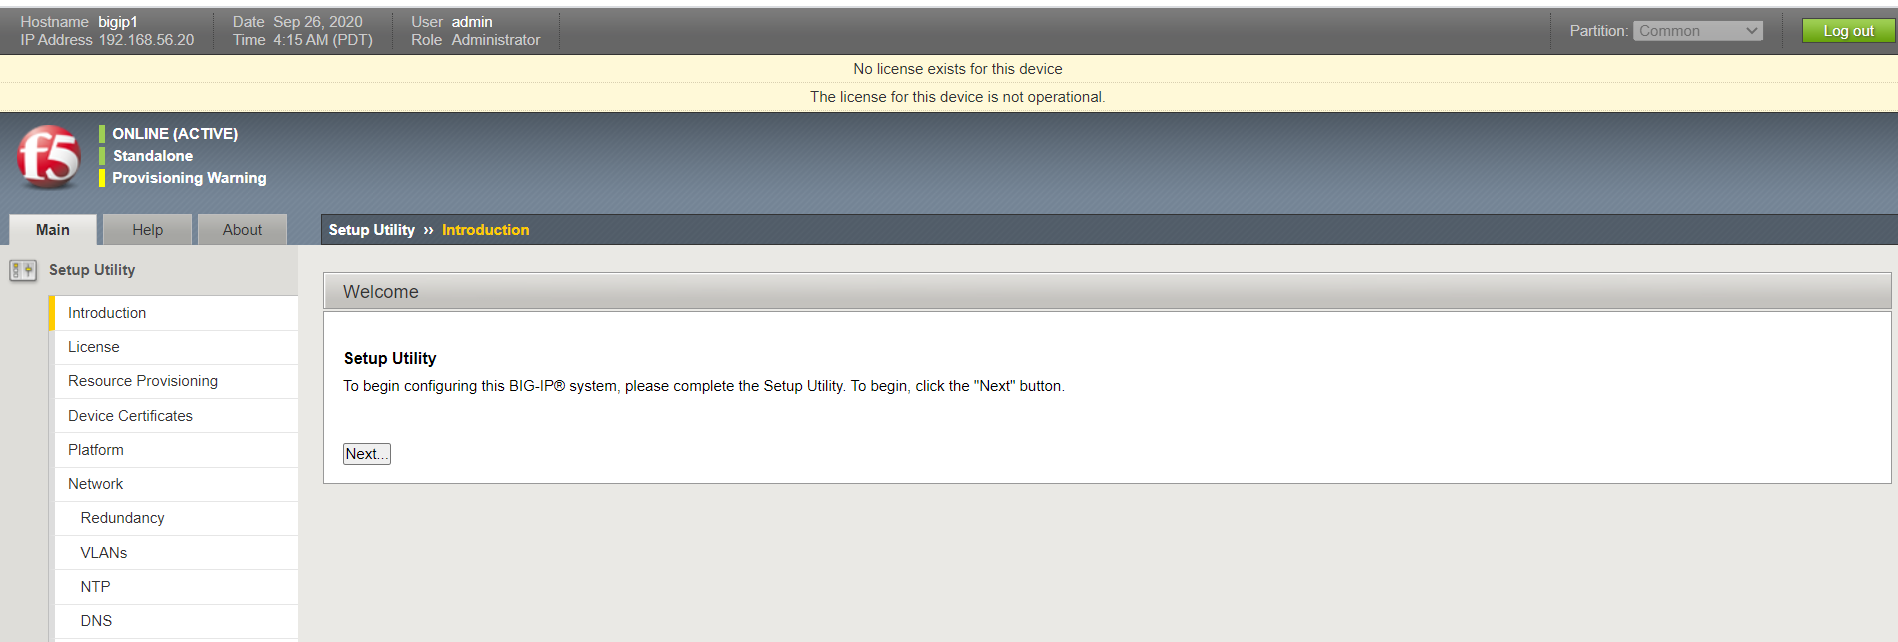 Hostname bigip1 Date Sep 26, 2020 User admin Partition: Common Log out
IP Address 192.168.56.20 Time 4:15 AM (PDT) Role Administrator
No license exists for this device
The license for this device is not operational.
f5
ONLINE (ACTIVE)
Standalone
Provisioning Warning
Main Help About Setup Utility ›› Introduction
Setup Utility
Introduction
License
Resource Provisioning
Device Certificates
Platform
Network
Redundancy
VLANs
NTP
DNS
Welcome
Setup Utility
To begin configuring this BIG-IP® system, please complete the Setup Utility. To begin, click the "Next" button.
Next...